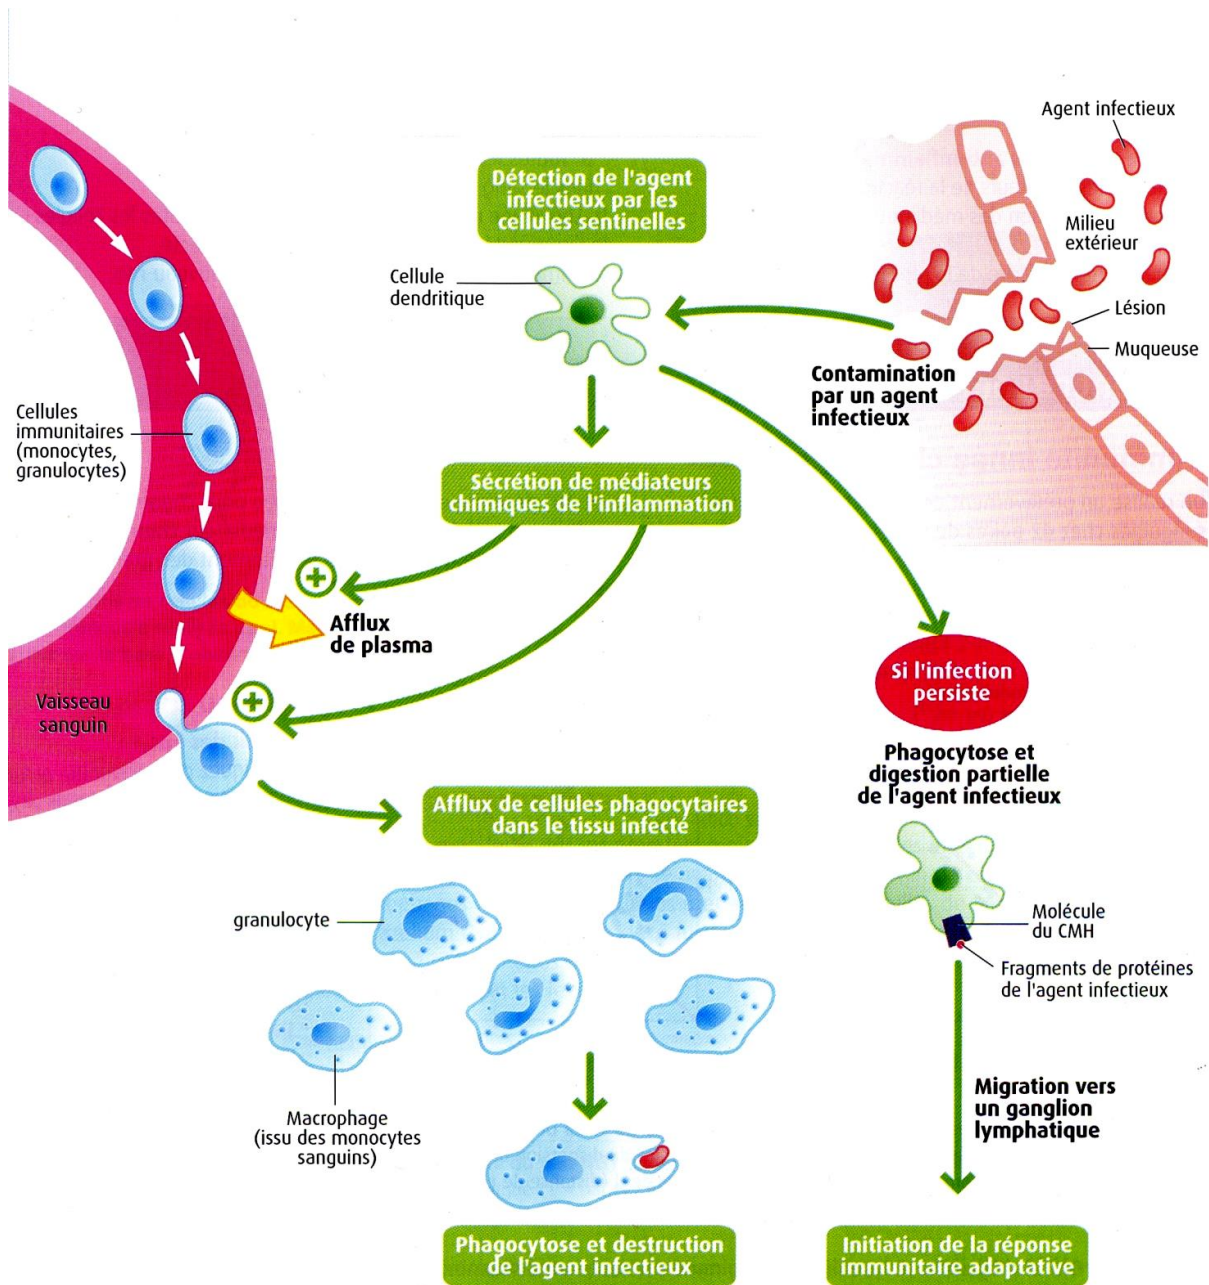 Agent infectieux
Détection de l'agent
infectieux par les
cellules sentinelles
Milieu
extérieur
Cellule
dendritique
Lésion
Muqueuse
Contamination
par un agent
infectieux
Cellules
immunitaires
(monocytes,
granulocytes)
Sécrétion de médiateurs
chimiques de l'inflammation
+
Afflux
de plasma
Si l'infection
persiste
+
Vaisseau
sanguin
Phagocytose et
digestion partielle
de l'agent infectieux
Afflux de cellules phagocytaires
dans le tissu infecté
granulocyte
Molécule
du CMH
Fragments de protéines
de l'agent infectieux
Macrophage
(issu des monocytes
sanguins)
Migration vers
un ganglion
lymphatique
Phagocytose et destruction
de l'agent infectieux
Initiation de la réponse
immunitaire adaptative